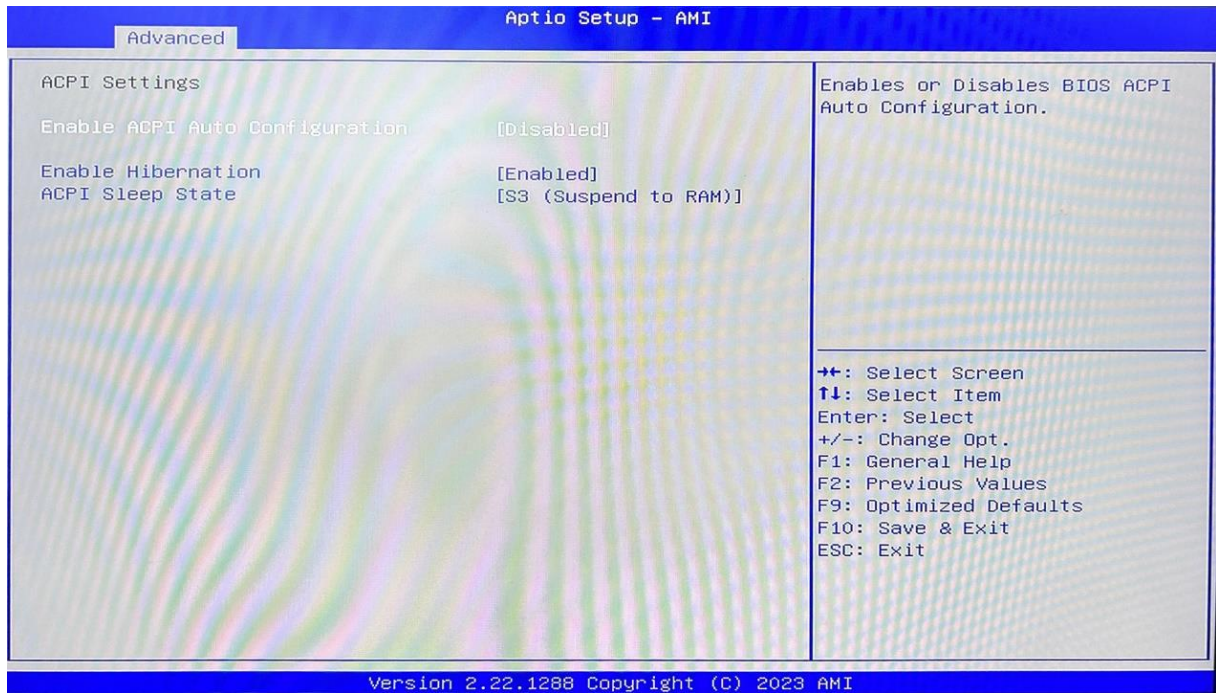 Aptio Setup – AMI
Advanced
ACPI Settings
Enable ACPI Auto Configuration [Disabled]
Enable Hibernation [Enabled]
ACPI Sleep State [S3 (Suspend to RAM)]
Enables or Disables BIOS ACPI
Auto Configuration.
→←: Select Screen
↑↓: Select Item
Enter: Select
+/-: Change Opt.
F1: General Help
F2: Previous Values
F9: Optimized Defaults
F10: Save & Exit
ESC: Exit
Version 2.22.1288 Copyright (C) 2023 AMI